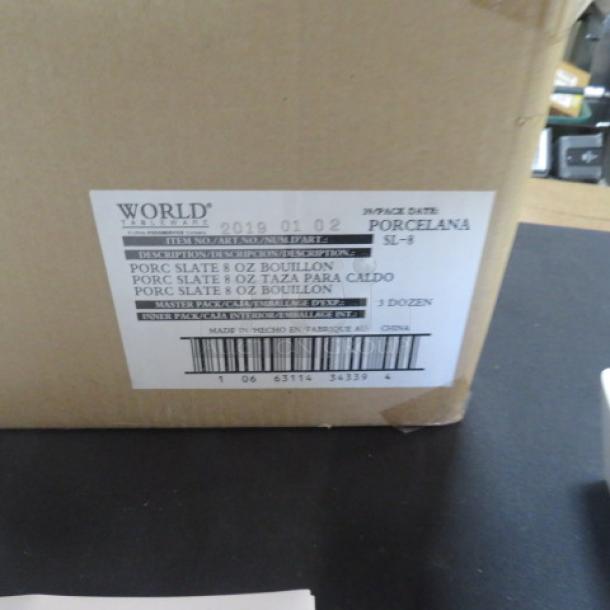 WORLD®
TABLEWARE
2019 01 02
PORCELANA
ITEM NO./ART.NO./NUM.D'ART.: SL-8
DESCRIPTION/DESCRIPCION/DESCRIPTION.:
PORC SLATE 8 OZ BOUILLON
PORC SLATE 8 OZ TAZA PARA CALDO
PORC SLATE 8 OZ BOUILLON
MASTER PACK/CAJA/EMBALLAGE D'EXP.: 3 DOZEN
INNER PACK/CAJA INTERIOR/EMBALLAGE INT.:
MADE IN/HECHO EN/FABRIQUE AU: CHINA
1 06 63114 34339 4